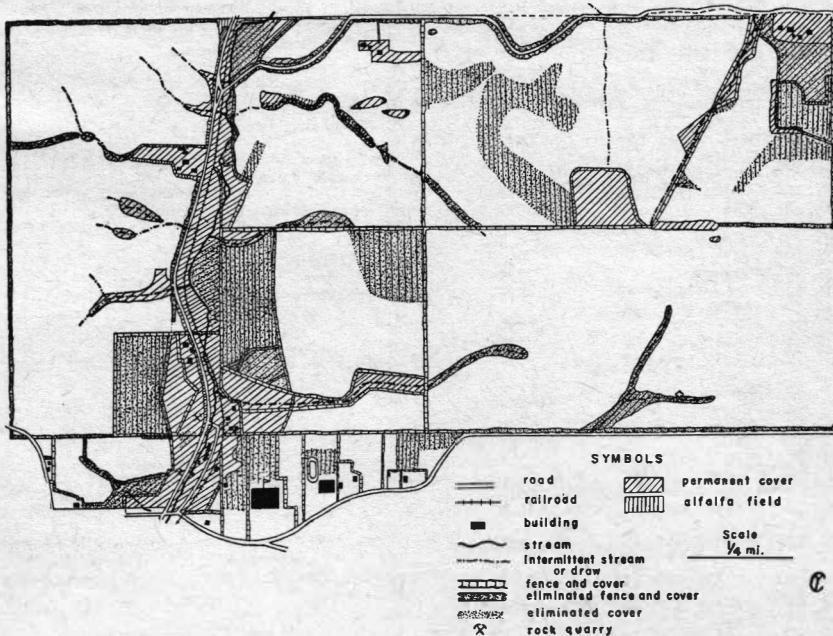 SYMBOLS
road
railroad
building
stream
Intermittent stream
or draw
fence and cover
eliminated fence and cover
eliminated cover
rock quarry
permanent cover
alfalfa field
Scale
1/4 mi.